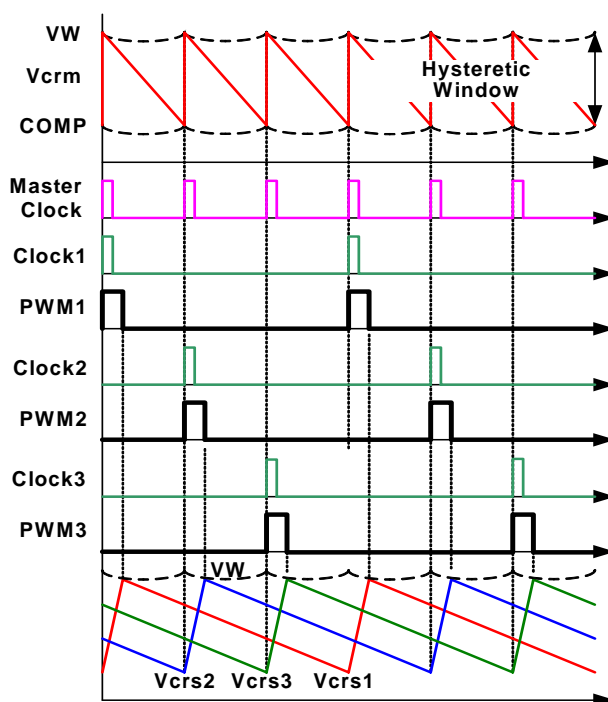 VW
Vcrm
Hysteretic
Window
COMP
Master
Clock
Clock1
PWM1
Clock2
PWM2
Clock3
PWM3
VW
Vcrs2 Vcrs3 Vcrs1